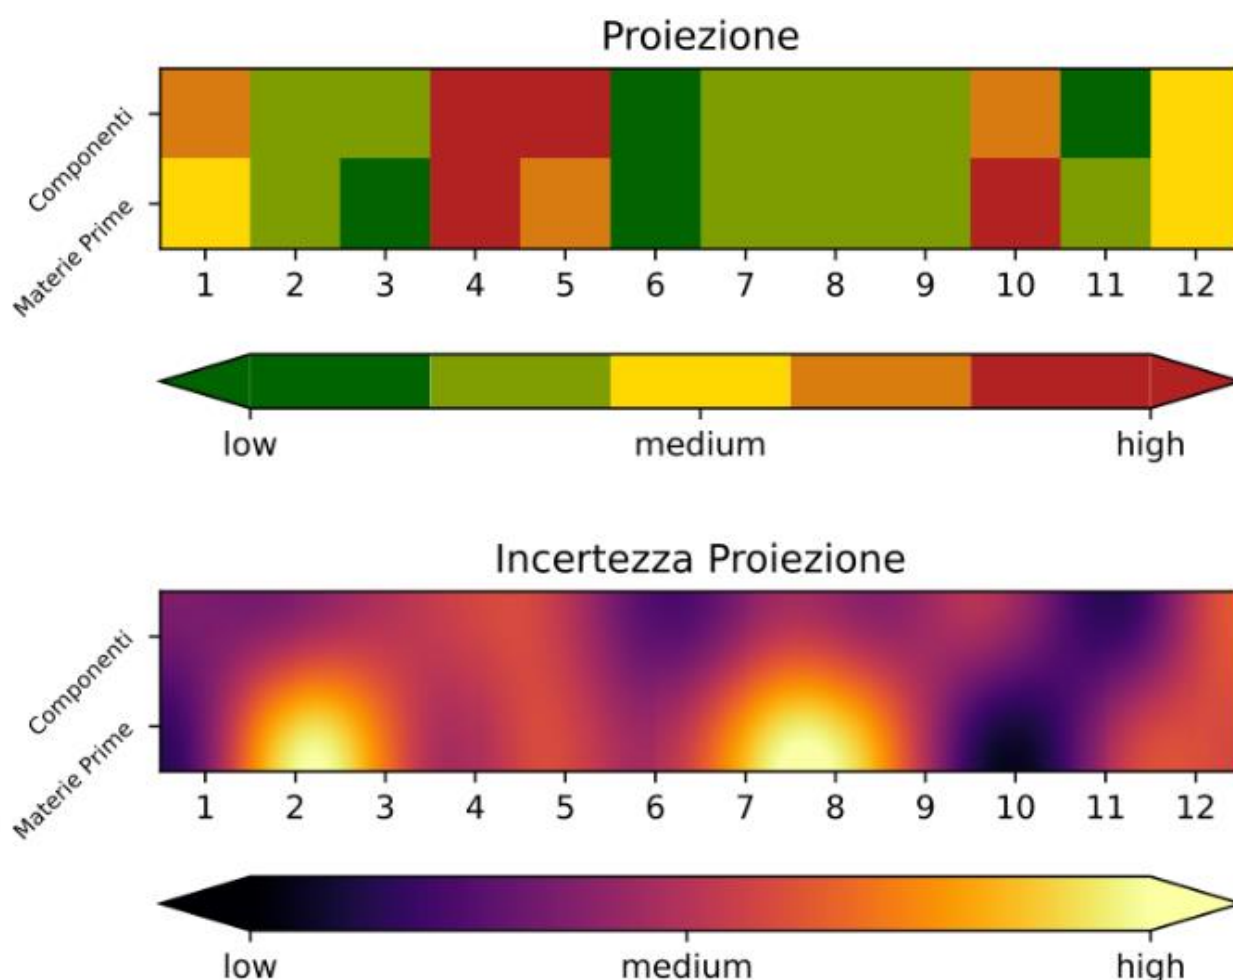 Proiezione
Componenti
Materie Prime
1 2 3 4 5 6 7 8 9 10 11 12
low medium high
Incertezza Proiezione
Componenti
Materie Prime
1 2 3 4 5 6 7 8 9 10 11 12
low medium high